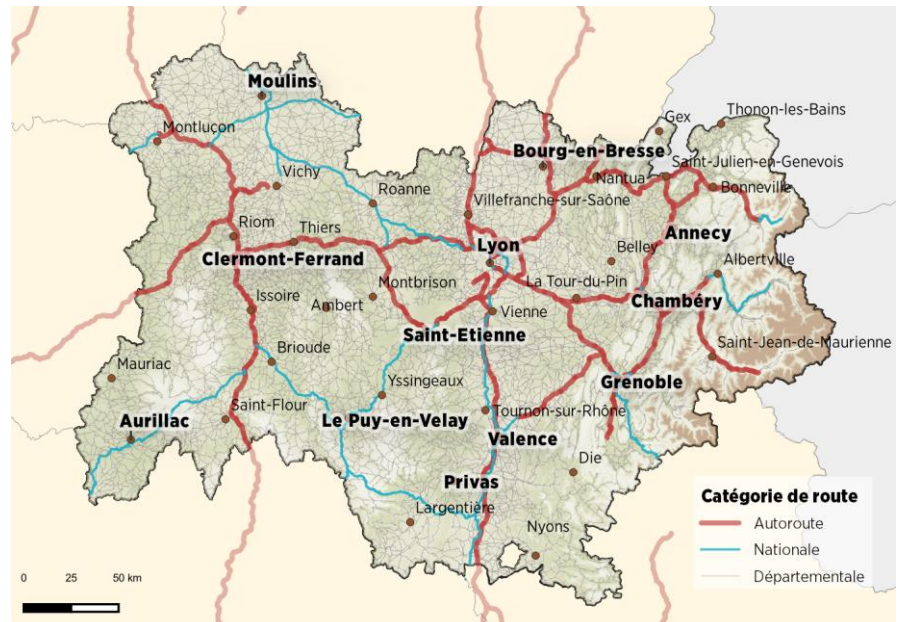 Moulins
Montluçon
Gex
Thonon-les-Bains
Bourg-en-Bresse
Saint-Julien-en-Genevois
Nantua
Bonneville
Vichy
Roanne
Villefranche-sur-Saône
Riom
Thiers
Lyon
Annecy
Clermont-Ferrand
Belley
Albertville
La Tour-du-Pin
Issoire
Ambert
Montbrison
Chambéry
Vienne
Saint-Etienne
Saint-Jean-de-Maurienne
Brioude
Mauriac
Yssingeaux
Grenoble
Aurillac
Saint-Flour
Le Puy-en-Velay
Tournon-sur-Rhône
Valence
Die
Privas
Largentière
Nyons
Catégorie de route
Autoroute
Nationale
Départementale
0 25 50 km